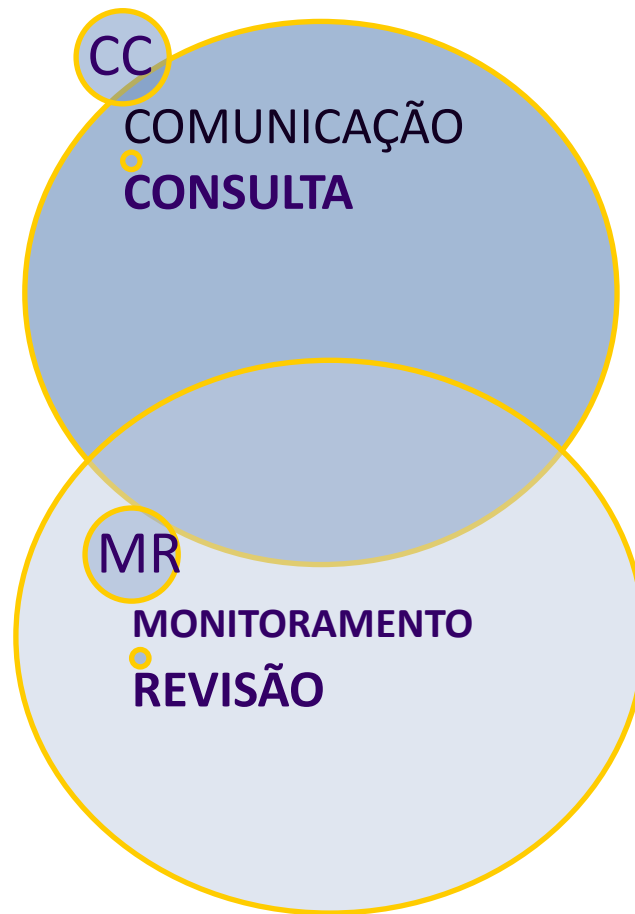 CC
COMUNICAÇÃO
CONSULTA
MR
MONITORAMENTO
REVISÃO